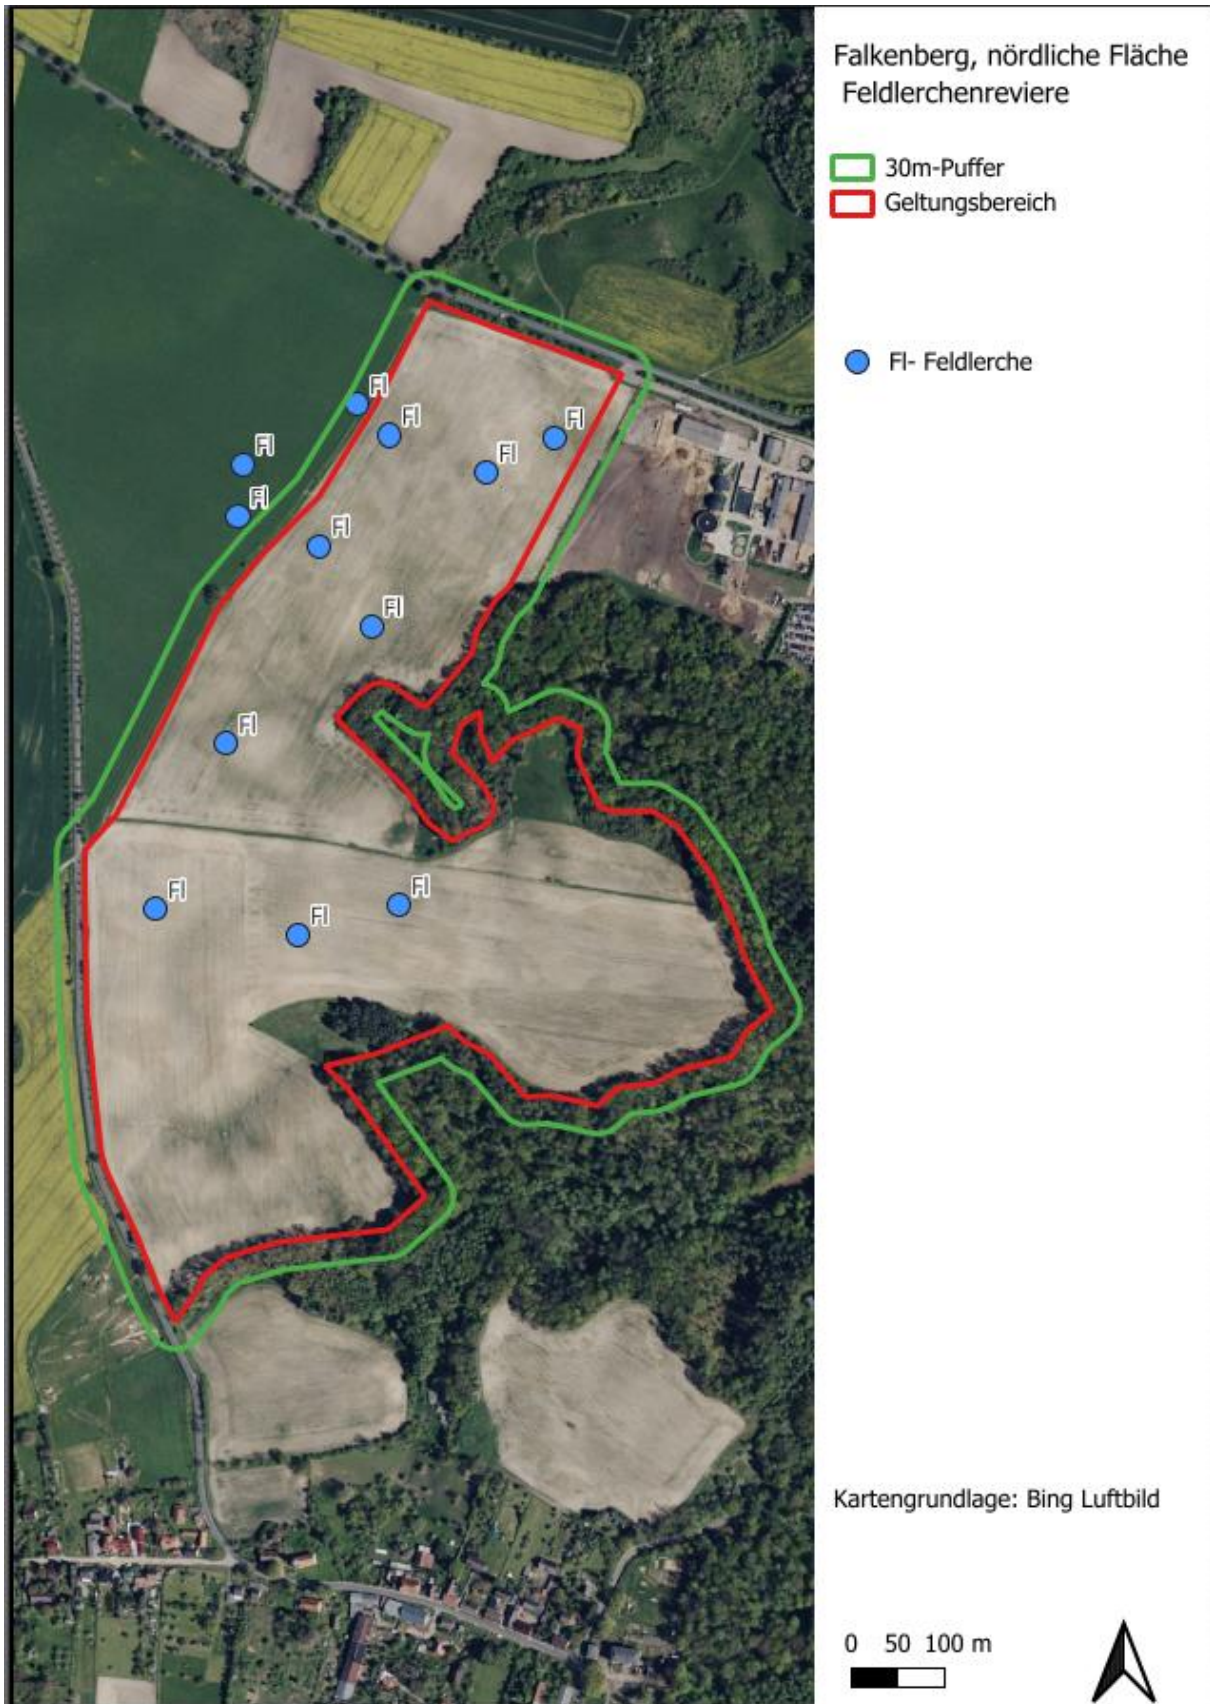 Falkenberg, nördliche Fläche
Feldlerchenreviere
30m-Puffer
Geltungsbereich
Fl- Feldlerche
Fl
Fl
Fl
Fl
Fl
Fl
Fl
Fl
Fl
Fl
Fl
Fl
Kartengrundlage: Bing Luftbild
0 50 100 m